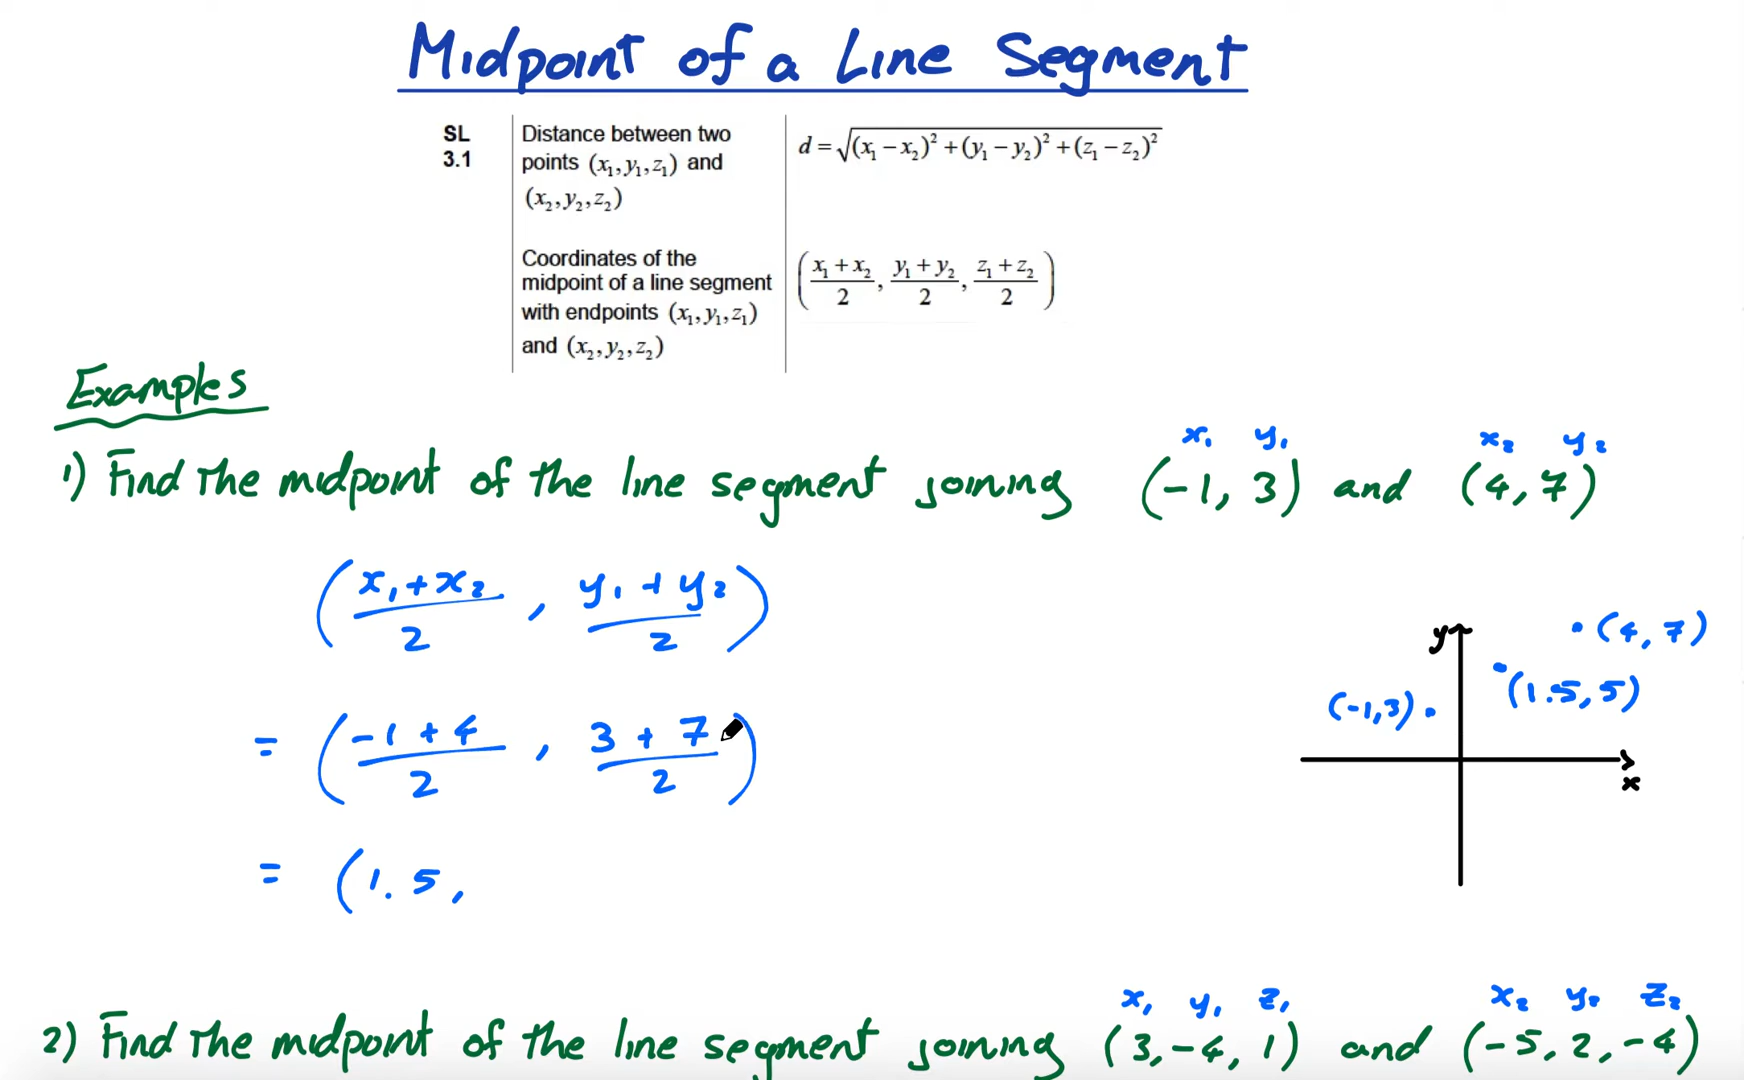 Midpoint of a Line Segment
SL 3.1
Distance between two points (x₁, y₁, z₁) and (x₂, y₂, z₂)
d = √((x₁ − x₂)² + (y₁ − y₂)² + (z₁ − z₂)²)
Coordinates of the midpoint of a line segment with endpoints (x₁, y₁, z₁) and (x₂, y₂, z₂)
((x₁ + x₂)/2, (y₁ + y₂)/2, (z₁ + z₂)/2)
Examples
x₁ y₁ x₂ y₂
1) Find the midpoint of the line segment joining (-1, 3) and (4, 7)
((x₁ + x₂)/2 , (y₁ + y₂)/2)
= ((-1 + 4)/2 , (3 + 7)/2)
= (1.5,
y
(4, 7)
(1.5, 5)
(-1,3)
x
x₁ y₁ z₁ x₂ y₂ z₂
2) Find the midpoint of the line segment joining (3, -4, 1) and (-5, 2, -4)